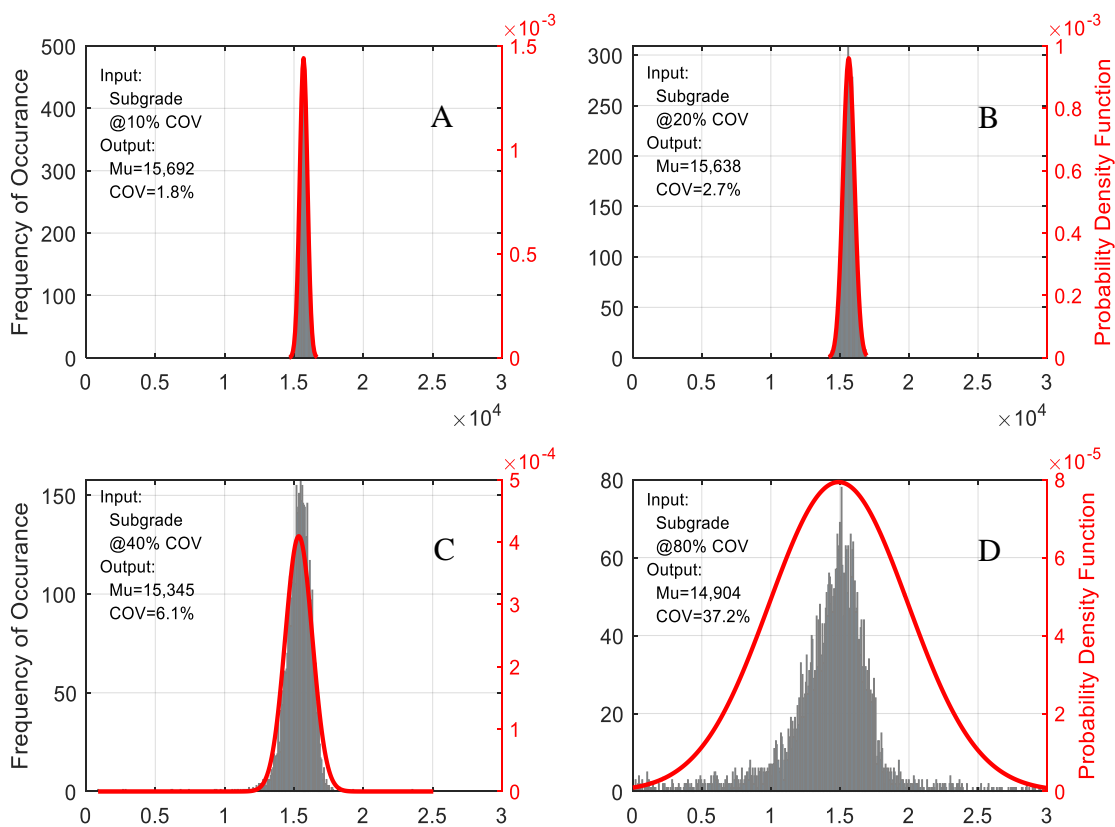 ×10⁻³
500
400
300
200
100
0
Frequency of Occurance
Input:
Subgrade
@10% COV
Output:
Mu=15,692
COV=1.8%
A
1.5
1
0.5
0
0 0.5 1 1.5 2 2.5 3
×10⁴
300
250
200
150
100
50
0
Input:
Subgrade
@20% COV
Output:
Mu=15,638
COV=2.7%
B
1
0.8
0.6
0.4
0.2
0
Probability Density Function
0 0.5 1 1.5 2 2.5 3
×10⁴
×10⁻³
×10⁻⁴
150
100
50
0
Frequency of Occurance
Input:
Subgrade
@40% COV
Output:
Mu=15,345
COV=6.1%
C
5
4
3
2
1
0
0 0.5 1 1.5 2 2.5 3
×10⁻⁵
80
60
40
20
0
Input:
Subgrade
@80% COV
Output:
Mu=14,904
COV=37.2%
D
8
6
4
2
0
Probability Density Function
0 0.5 1 1.5 2 2.5 3